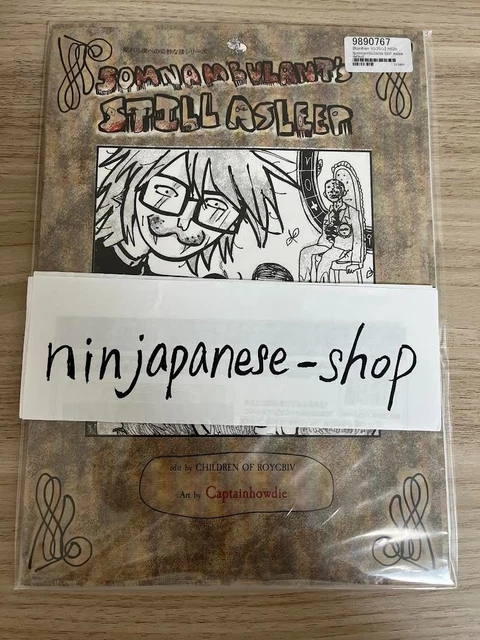 9890767
SOMNAMBULANT'S
STILL ASLEEP
ninjapanese-shop
edit by CHILDREN OF ROYGBIV
Art by Captainhowdie